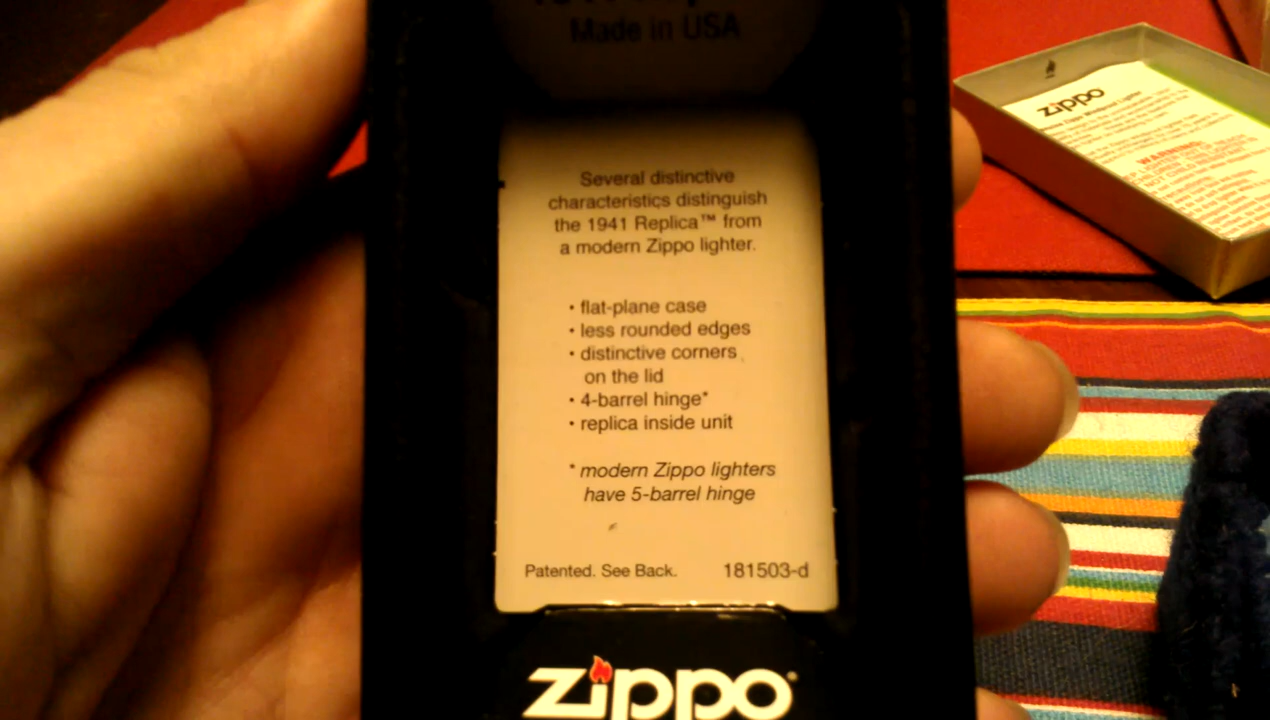 Made in USA
Several distinctive
characteristics distinguish
the 1941 Replica™ from
a modern Zippo lighter.
• flat-plane case
• less rounded edges
• distinctive corners
on the lid
• 4-barrel hinge*
• replica inside unit
* modern Zippo lighters
have 5-barrel hinge
Patented. See Back. 181503-d
zippo
zippo
WARNING: